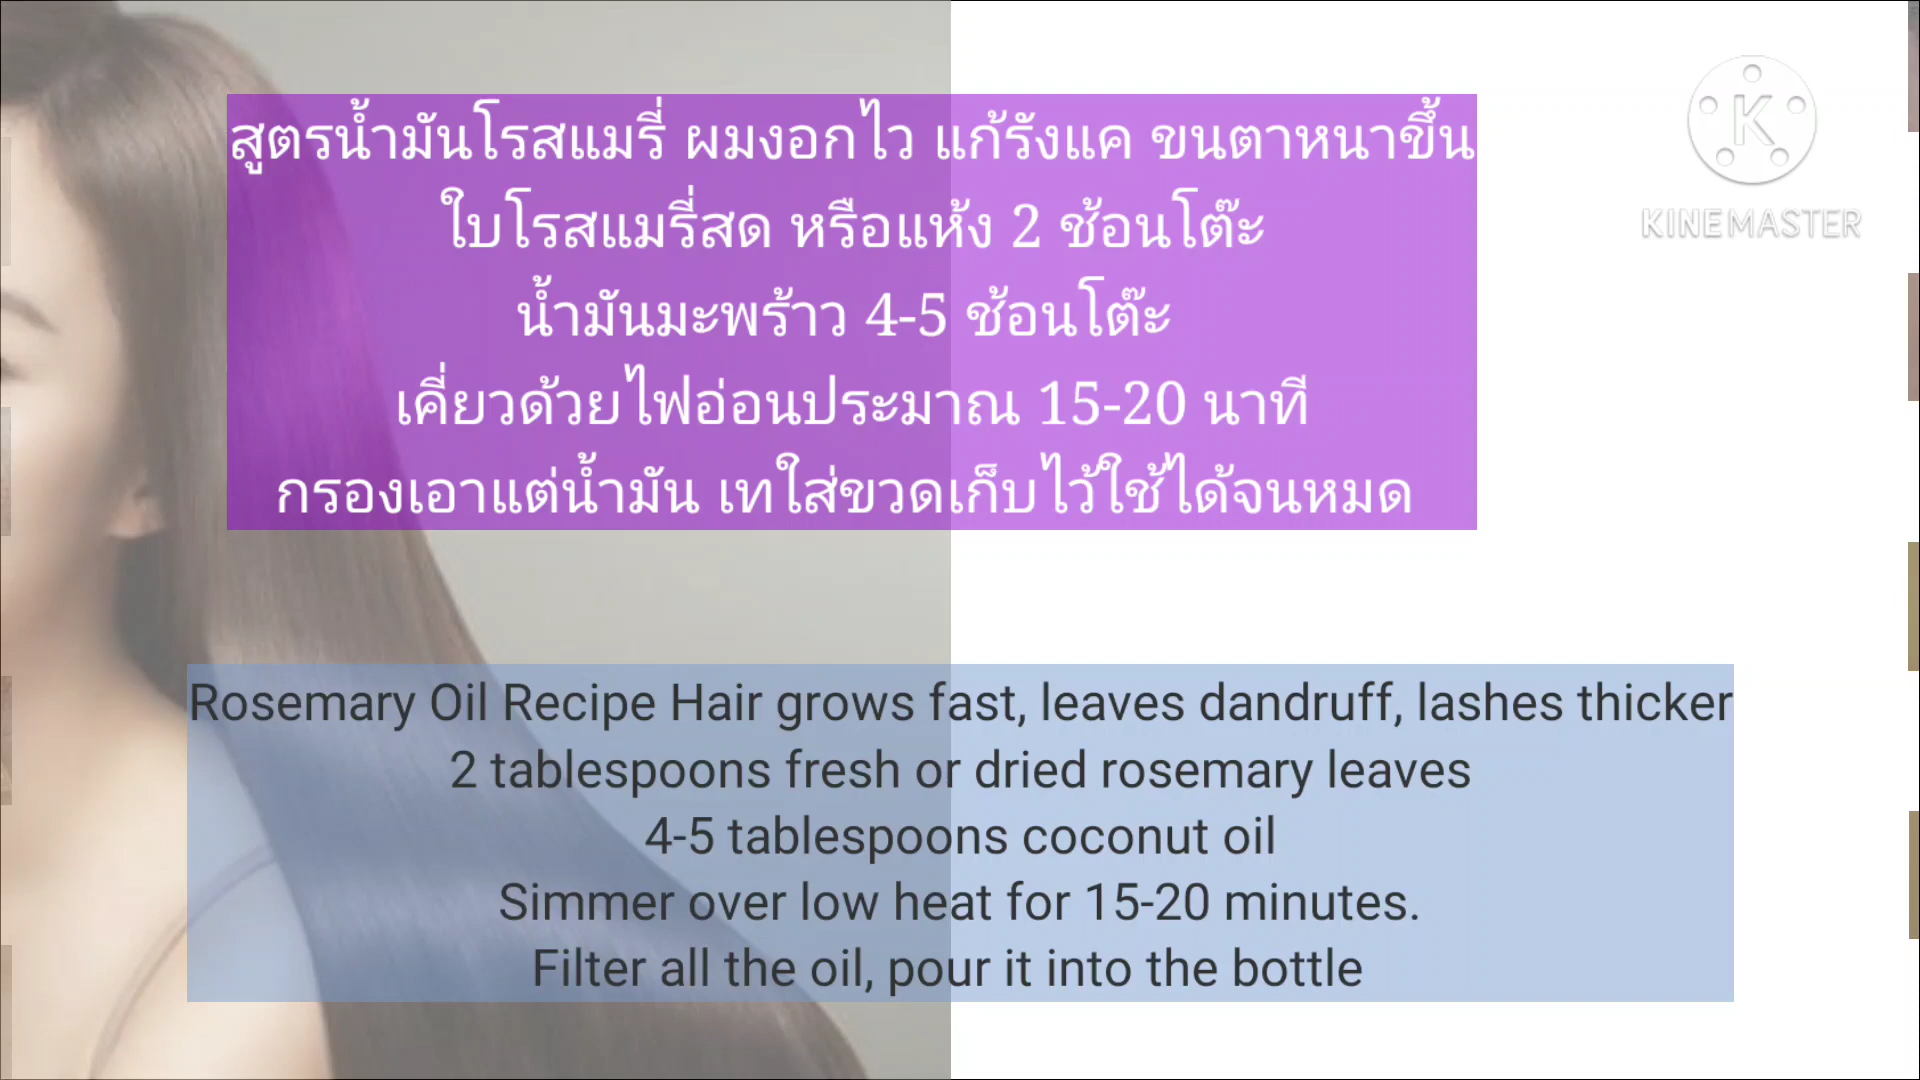 สูตรน้ำมันโรสแมรี่ ผมงอกไว แก้รังแค ขนตาหนาขึ้น
ใบโรสแมรี่สด หรือแห้ง 2 ช้อนโต๊ะ
น้ำมันมะพร้าว 4-5 ช้อนโต๊ะ
เคี่ยวด้วยไฟอ่อนประมาณ 15-20 นาที
กรองเอาแต่น้ำมัน เทใส่ขวดเก็บไว้ใช้ได้จนหมด
K
KINEMASTER
Rosemary Oil Recipe Hair grows fast, leaves dandruff, lashes thicker
2 tablespoons fresh or dried rosemary leaves
4-5 tablespoons coconut oil
Simmer over low heat for 15-20 minutes.
Filter all the oil, pour it into the bottle